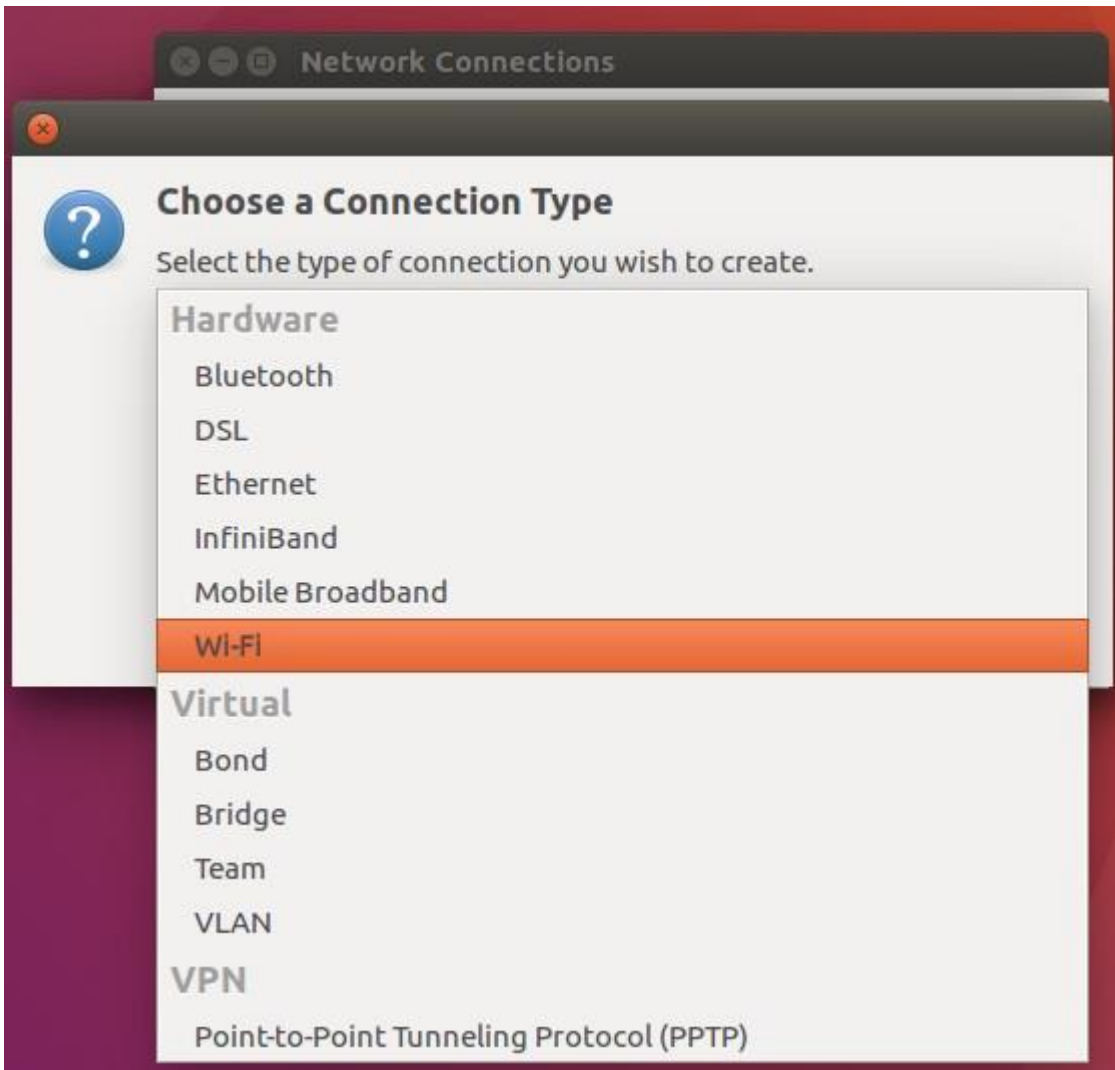 Network Connections
Choose a Connection Type
Select the type of connection you wish to create.
Hardware
Bluetooth
DSL
Ethernet
InfiniBand
Mobile Broadband
Wi-Fi
Virtual
Bond
Bridge
Team
VLAN
VPN
Point-to-Point Tunneling Protocol (PPTP)